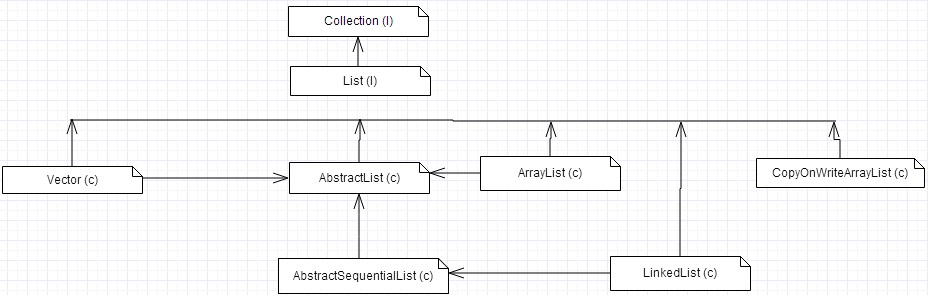 Collection (I)
List (I)
Vector (c)
AbstractList (c)
ArrayList (c)
CopyOnWriteArrayList (c)
AbstractSequentialList (c)
LinkedList (c)